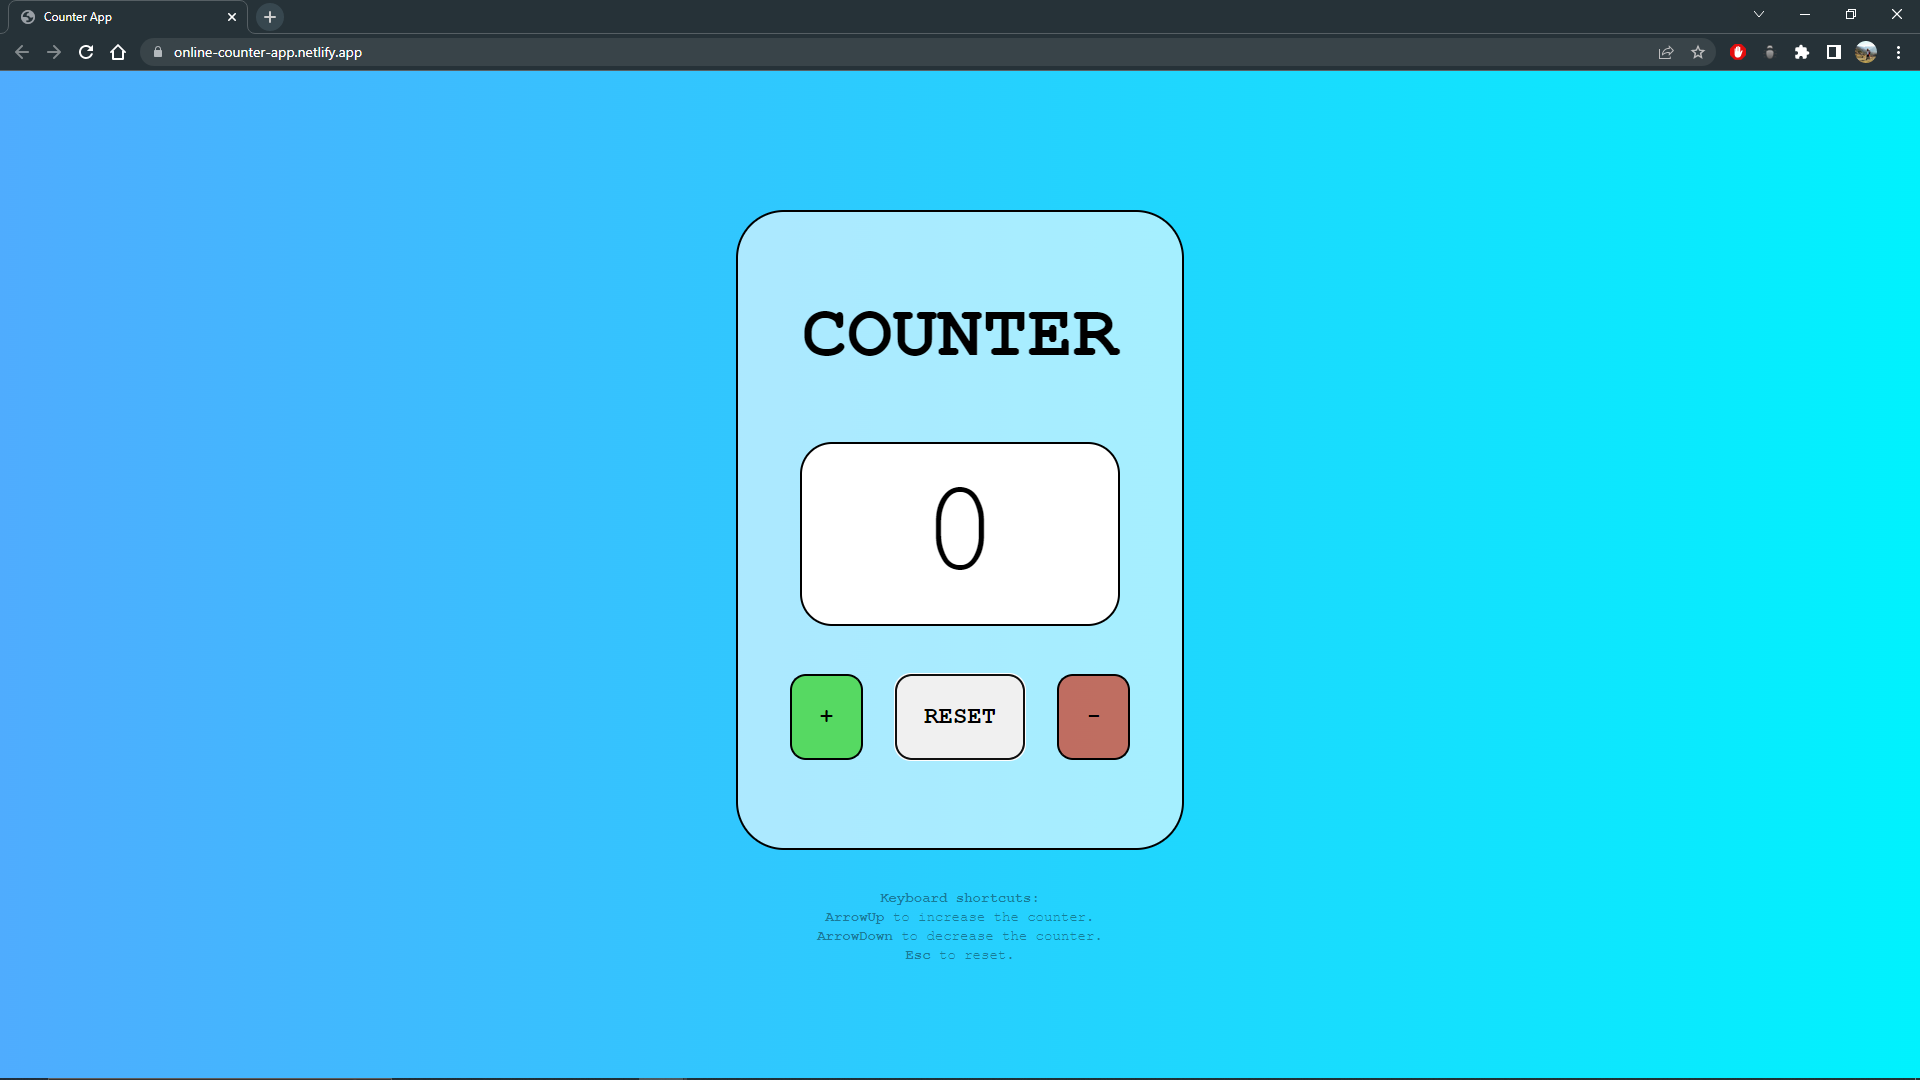 Counter App
online-counter-app.netlify.app
COUNTER
0
+ RESET -
Keyboard shortcuts:
ArrowUp to increase the counter.
ArrowDown to decrease the counter.
Esc to reset.